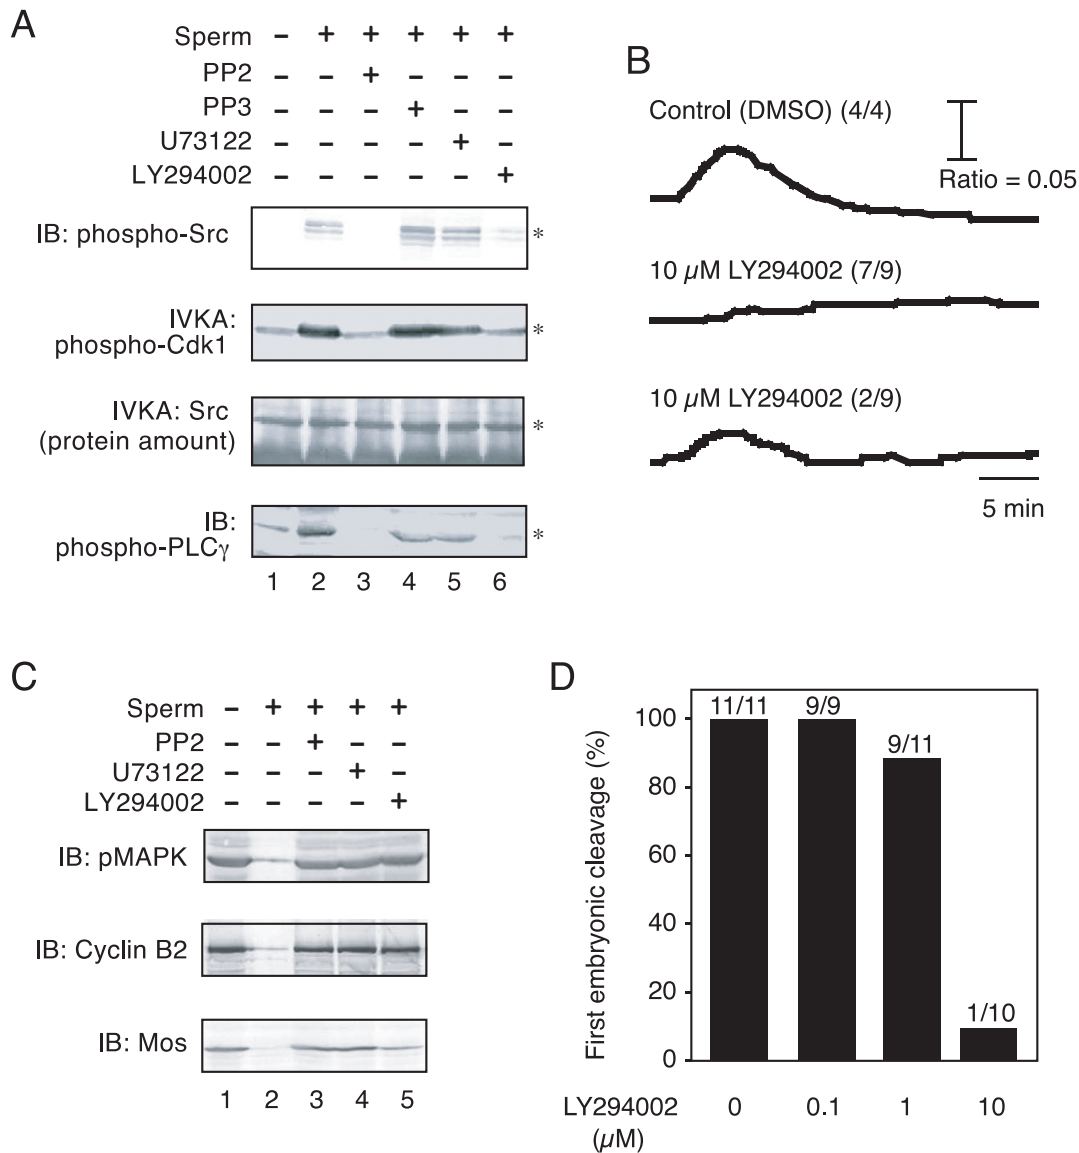 A
Sperm – + + + + +
PP2 – – + – – –
PP3 – – – + – –
U73122 – – – – + –
LY294002 – – – – – +
IB: phospho-Src *
IVKA:
phospho-Cdk1 *
IVKA: Src
(protein amount) *
IB:
phospho-PLCγ *
1 2 3 4 5 6
B
Control (DMSO) (4/4)
Ratio = 0.05
10 µM LY294002 (7/9)
10 µM LY294002 (2/9)
5 min
C
Sperm – + + + +
PP2 – – + – –
U73122 – – – + –
LY294002 – – – – +
IB: pMAPK
IB: Cyclin B2
IB: Mos
1 2 3 4 5
D
First embryonic cleavage (%)
100
80
60
40
20
0
11/11
9/9
9/11
1/10
LY294002 0 0.1 1 10
(µM)